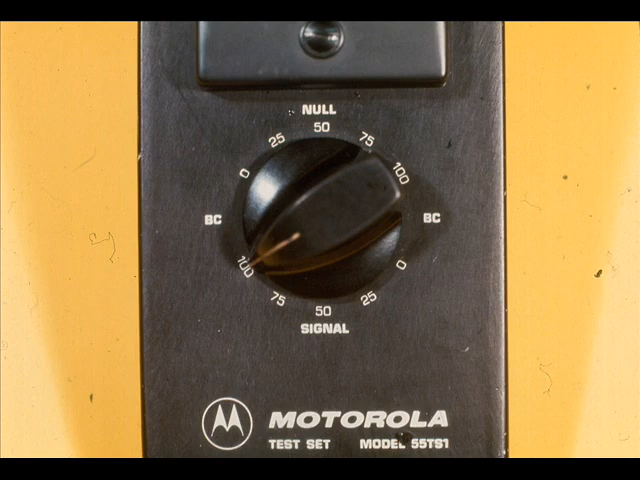 NULL
0 25 50 75 100
BC BC
100 75 50 25 0
SIGNAL
MOTOROLA
TEST SET MODEL 55TS1